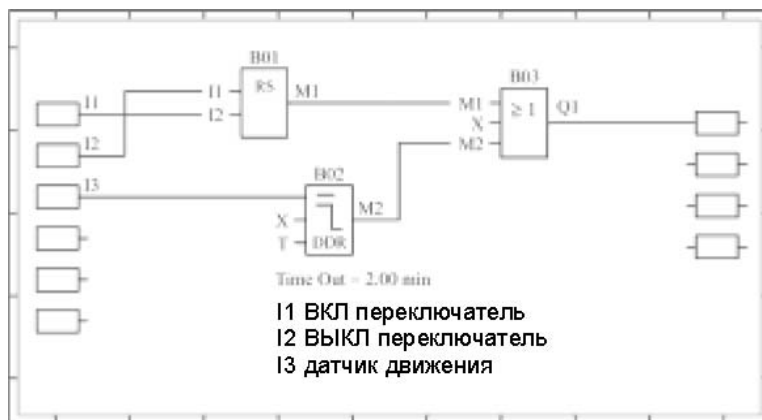 B01
I1 RS M1
I1
I2
B03
M1 ≥ 1 Q1
X
M2
I2
I3
B02
M2
X
T DDR
Time Out = 2.00 min
I1 ВКЛ переключатель
I2 ВЫКЛ переключатель
I3 датчик движения